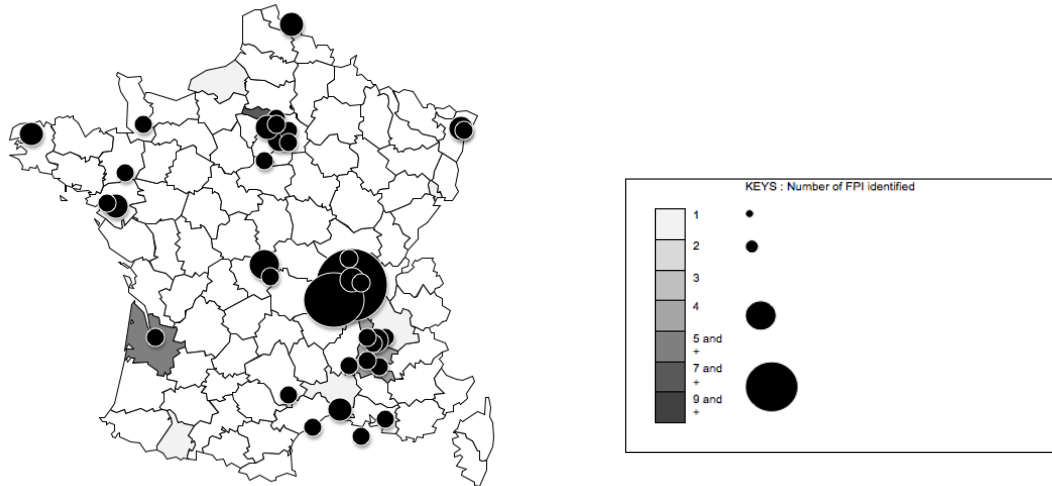 KEYS : Number of FPI identified
1
2
3
4
5 and
+
7 and
+
9 and
+